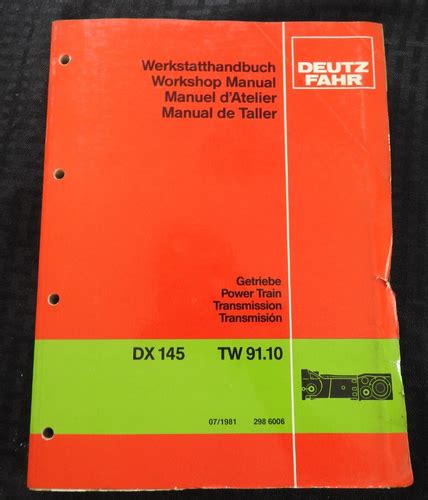 Werkstatthandbuch
Workshop Manual
Manuel d'Atelier
Manual de Taller
DEUTZ
FAHR
Getriebe
Power Train
Transmission
Transmisión
DX 145 TW 91.10
07/1981 298 6006